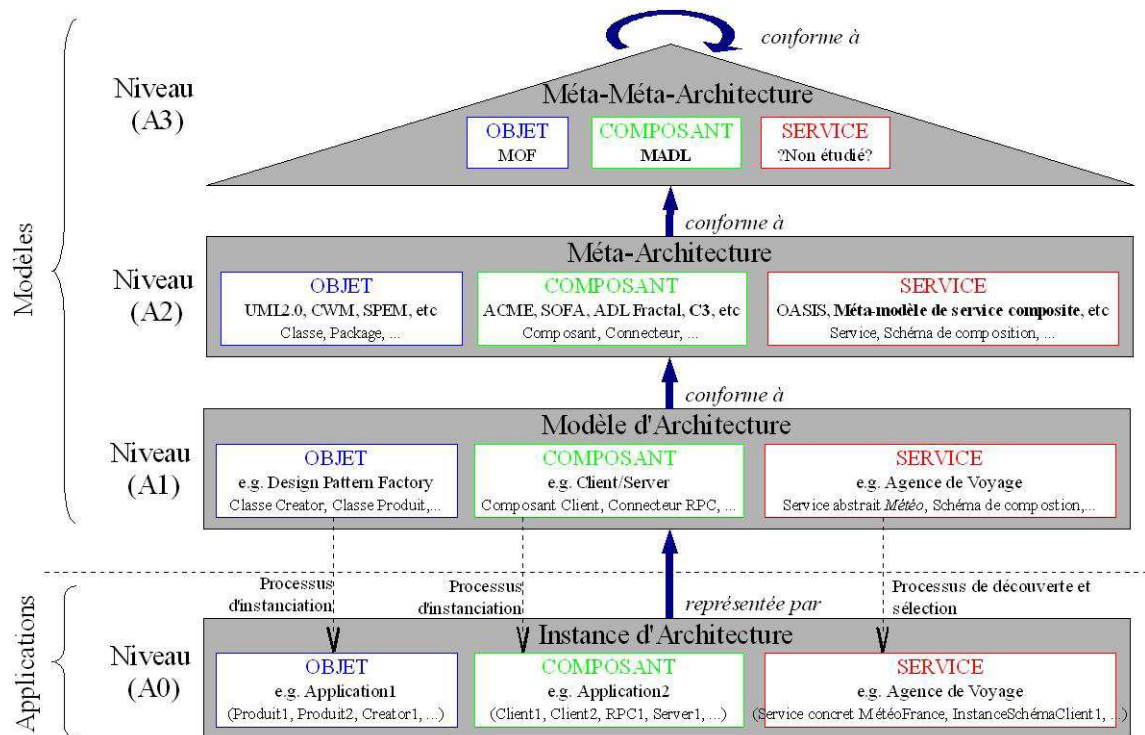 conforme à
Niveau
(A3)
Méta-Méta-Architecture
OBJET
MOF
COMPOSANT
MADL
SERVICE
?Non étudié?
conforme à
Modèles
Niveau
(A2)
Méta-Architecture
OBJET
UML2.0, CWM, SPEM, etc
Classe, Package, ...
COMPOSANT
ACME, SOFA, ADL Fractal, C3, etc
Composant, Connecteur, ...
SERVICE
OASIS, Méta-modèle de service composite, etc
Service, Schéma de composition, ...
conforme à
Niveau
(A1)
Modèle d'Architecture
OBJET
e.g. Design Pattern Factory
Classe Creator, Classe Produit,...
COMPOSANT
e.g. Client/Server
Composant Client, Connecteur RPC, ...
SERVICE
e.g. Agence de Voyage
Service abstrait Météo, Schéma de compostion,...
Processus
d'instanciation
Processus
d'instanciation
représentée par
Processus de découverte et
sélection
Applications
Niveau
(A0)
Instance d'Architecture
OBJET
e.g. Application1
(Produit1, Produit2, Creator1, ...)
COMPOSANT
e.g. Application2
(Client1, Client2, RPC1, Server1, ...)
SERVICE
e.g. Agence de Voyage
(Service concret MétéoFrance, InstanceSchémaClient1, ...)